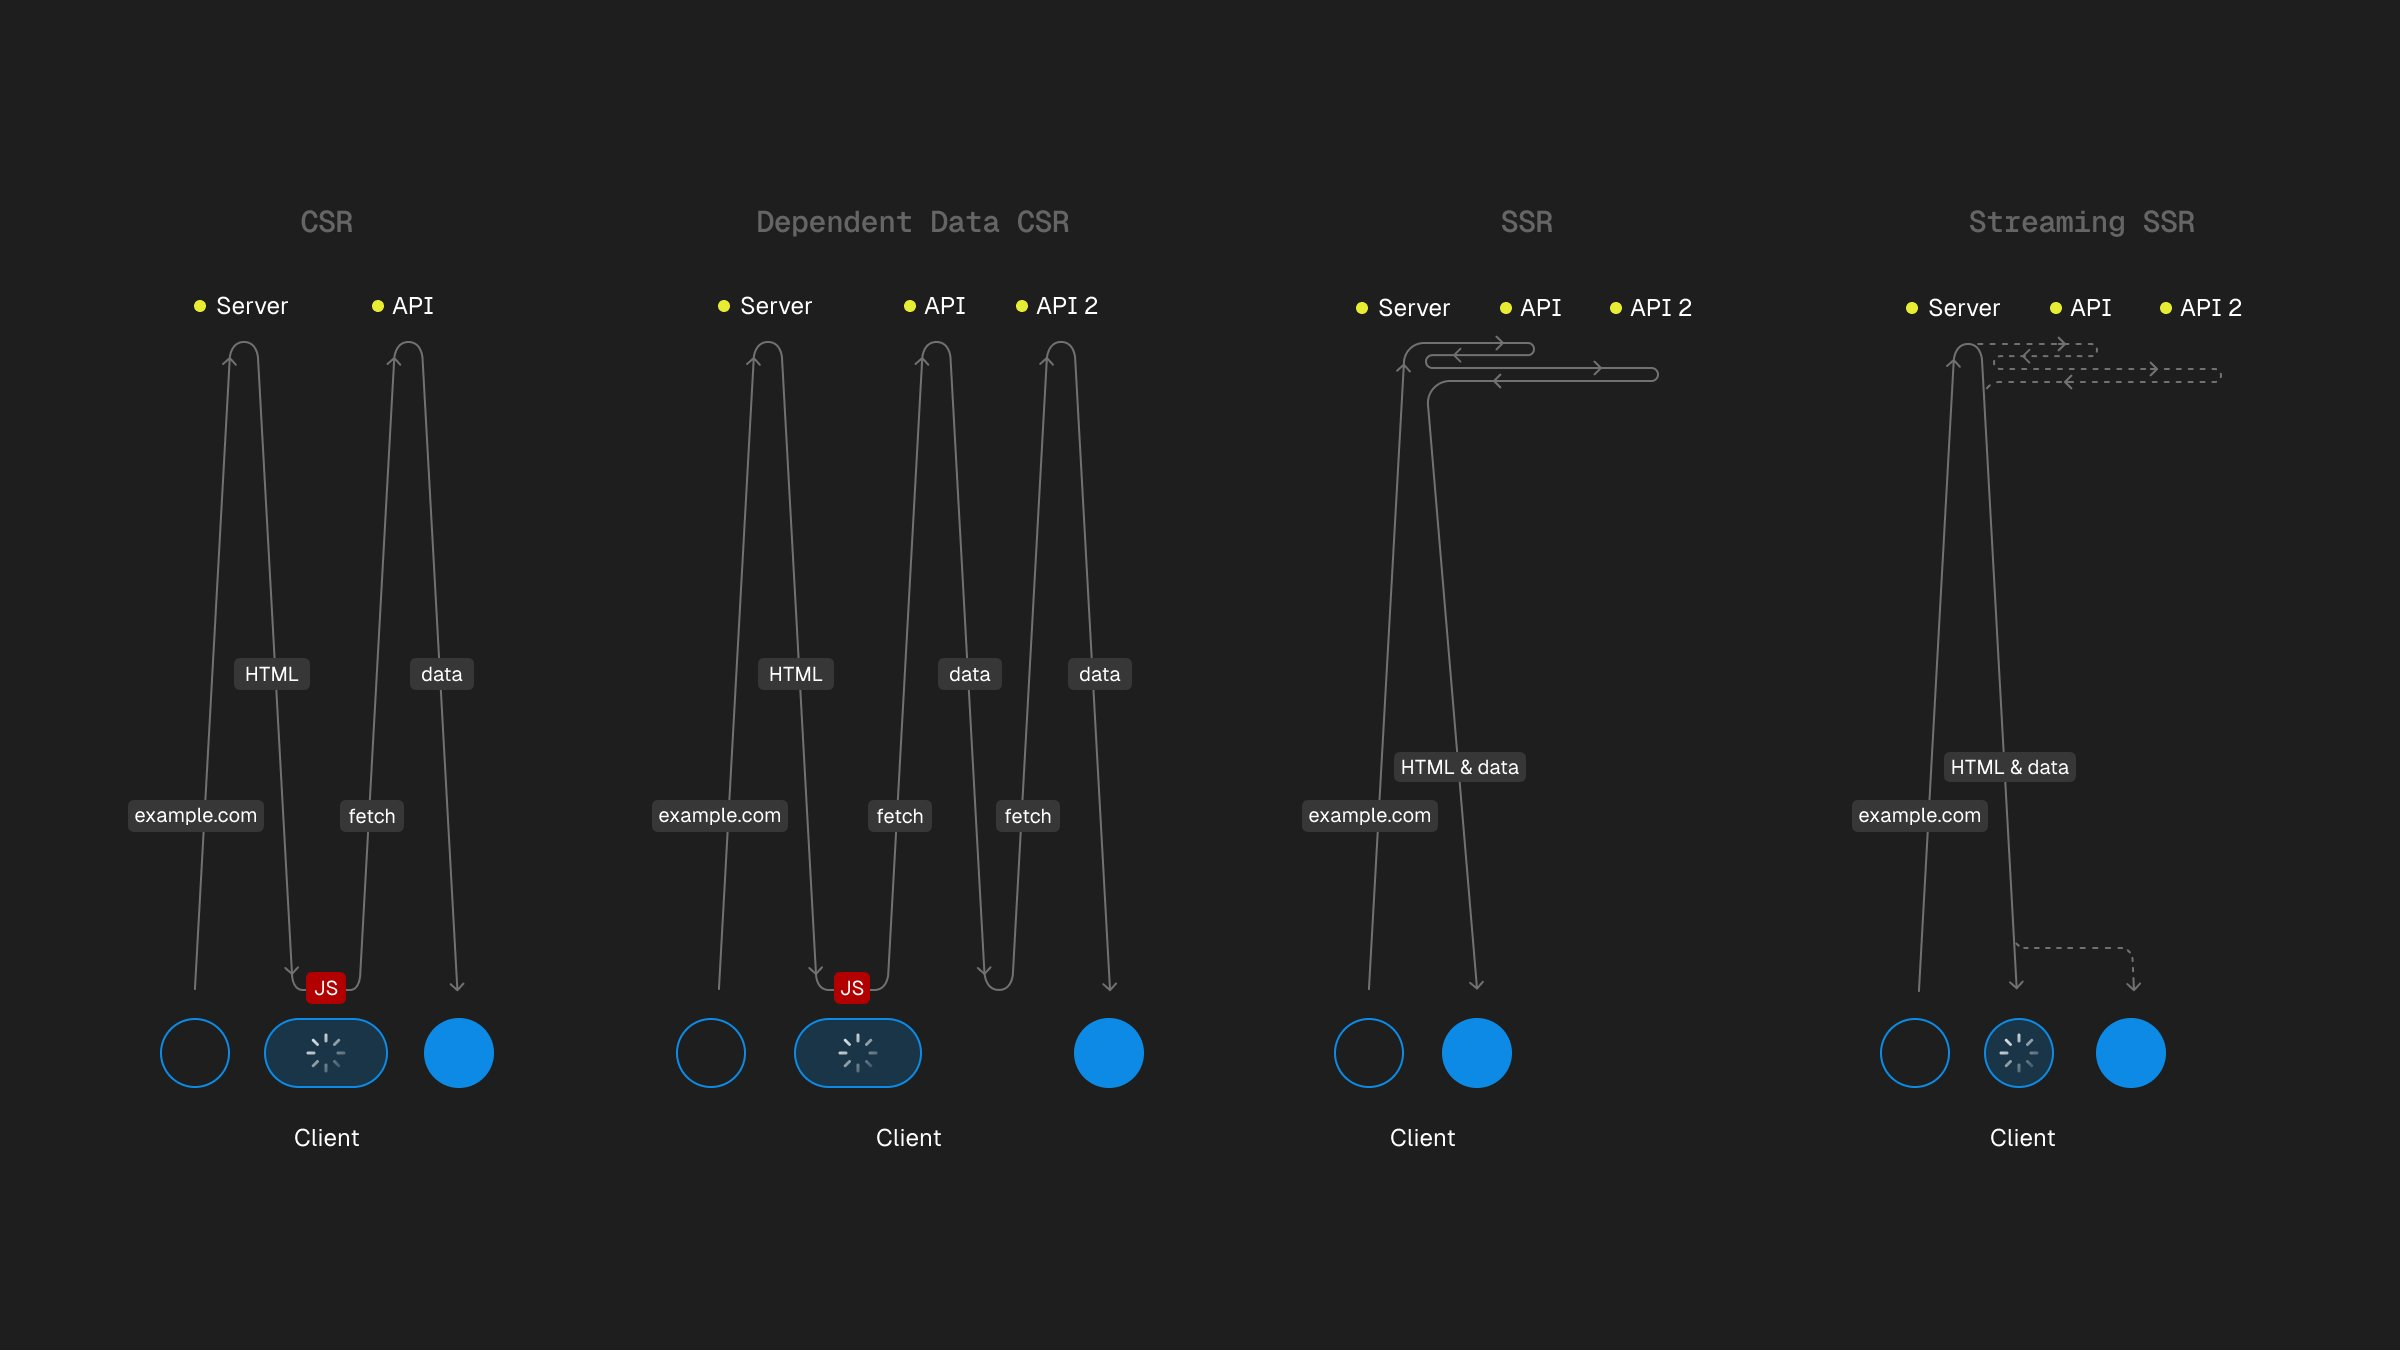 CSR
Server
API
HTML
data
example.com
fetch
JS
Client
Dependent Data CSR
Server
API
API 2
HTML
data
data
example.com
fetch
fetch
JS
Client
SSR
Server
API
API 2
HTML & data
example.com
Client
Streaming SSR
Server
API
API 2
HTML & data
example.com
Client